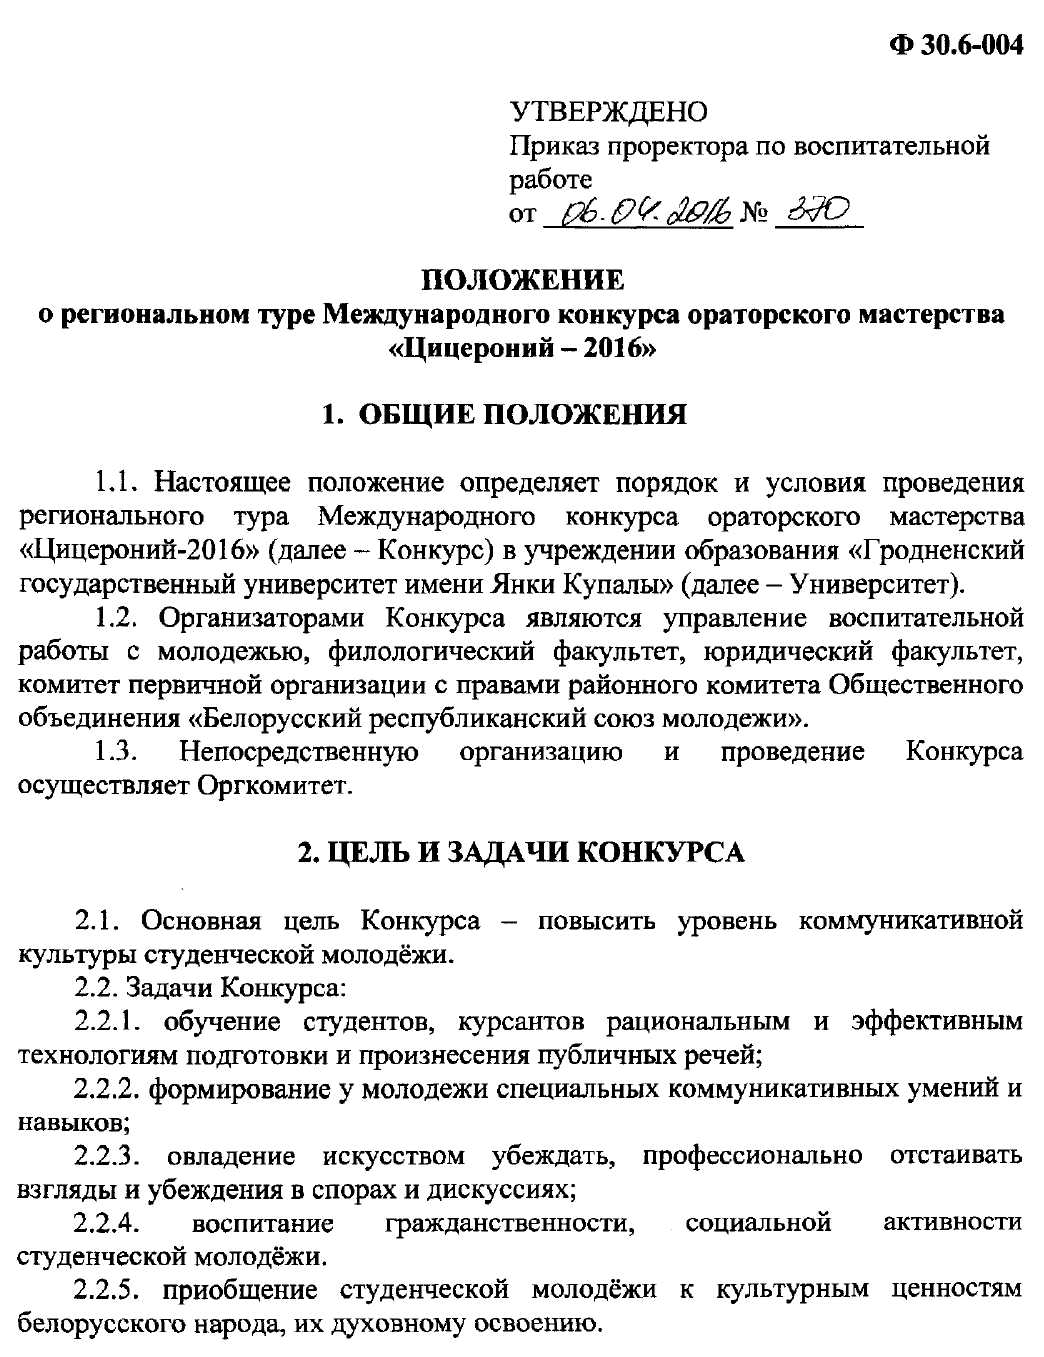 Ф 30.6-004
УТВЕРЖДЕНО
Приказ проректора по воспитательной
работе
от 06.04.2016 № 370
ПОЛОЖЕНИЕ
о региональном туре Международного конкурса ораторского мастерства
«Цицероний – 2016»
1. ОБЩИЕ ПОЛОЖЕНИЯ
1.1. Настоящее положение определяет порядок и условия проведения
регионального тура Международного конкурса ораторского мастерства
«Цицероний-2016» (далее – Конкурс) в учреждении образования «Гродненский
государственный университет имени Янки Купалы» (далее – Университет).
1.2. Организаторами Конкурса являются управление воспитательной
работы с молодежью, филологический факультет, юридический факультет,
комитет первичной организации с правами районного комитета Общественного
объединения «Белорусский республиканский союз молодежи».
1.3. Непосредственную организацию и проведение Конкурса
осуществляет Оргкомитет.
2. ЦЕЛЬ И ЗАДАЧИ КОНКУРСА
2.1. Основная цель Конкурса – повысить уровень коммуникативной
культуры студенческой молодёжи.
2.2. Задачи Конкурса:
2.2.1. обучение студентов, курсантов рациональным и эффективным
технологиям подготовки и произнесения публичных речей;
2.2.2. формирование у молодежи специальных коммуникативных умений и
навыков;
2.2.3. овладение искусством убеждать, профессионально отстаивать
взгляды и убеждения в спорах и дискуссиях;
2.2.4. воспитание гражданственности, социальной активности
студенческой молодёжи.
2.2.5. приобщение студенческой молодёжи к культурным ценностям
белорусского народа, их духовному освоению.